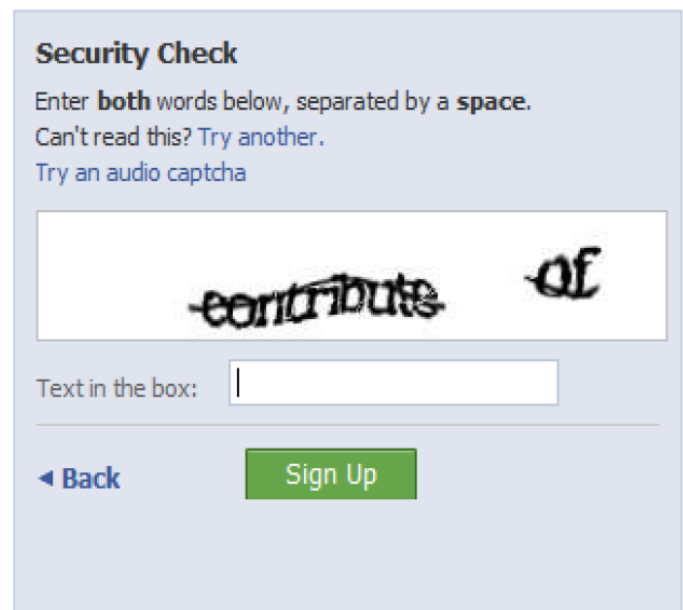 Security Check
Enter both words below, separated by a space.
Can't read this? Try another.
Try an audio captcha
contribute of
Text in the box:
Back Sign Up